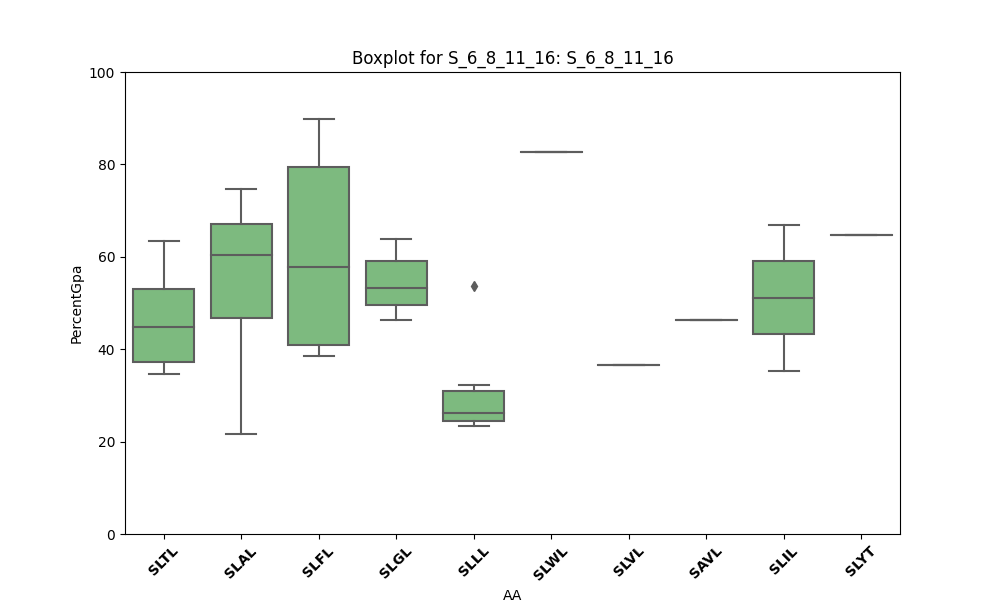 Boxplot for S_6_8_11_16: S_6_8_11_16
100
80
60
40
20
0
PercentGpa
SLTL
SLAL
SLFL
SLGL
SLLL
SLWL
SLVL
SAVL
SLIL
SLYT
AA